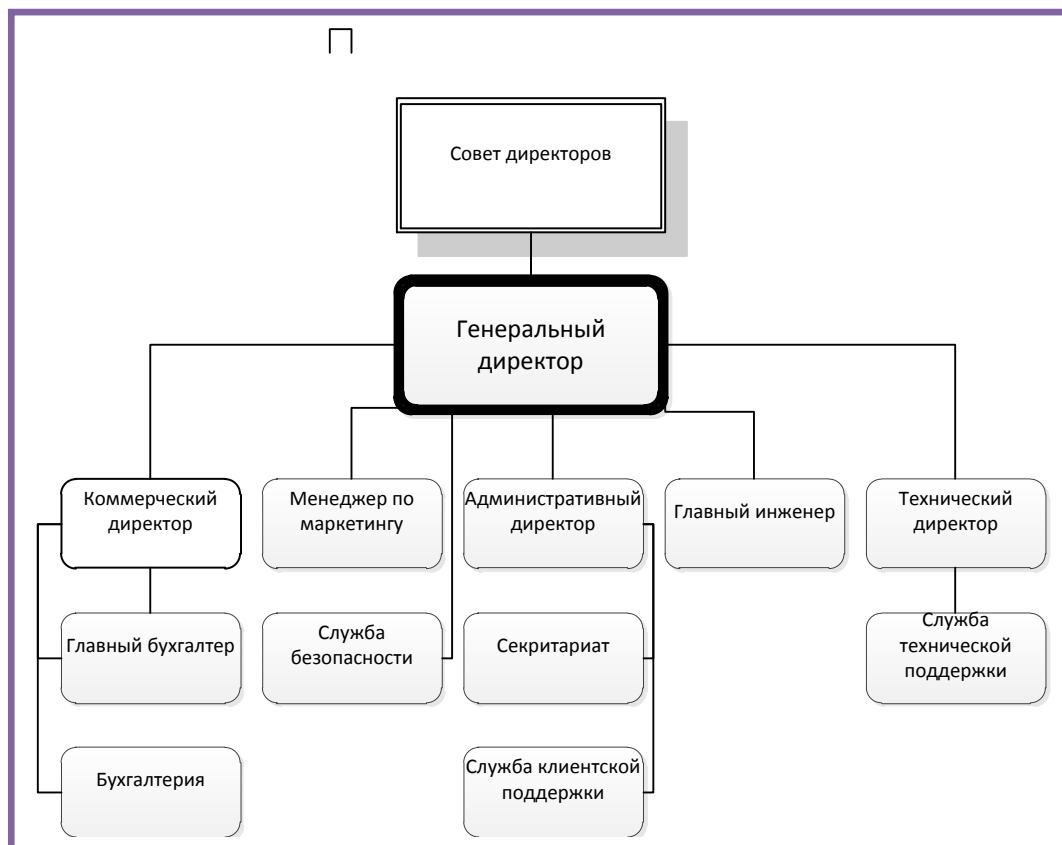 Совет директоров
Генеральный
директор
Коммерческий
директор
Менеджер по
маркетингу
Административный
директор
Главный инженер
Технический
директор
Главный бухгалтер
Служба
безопасности
Секритариат
Служба
технической
поддержки
Бухгалтерия
Служба клиентской
поддержки